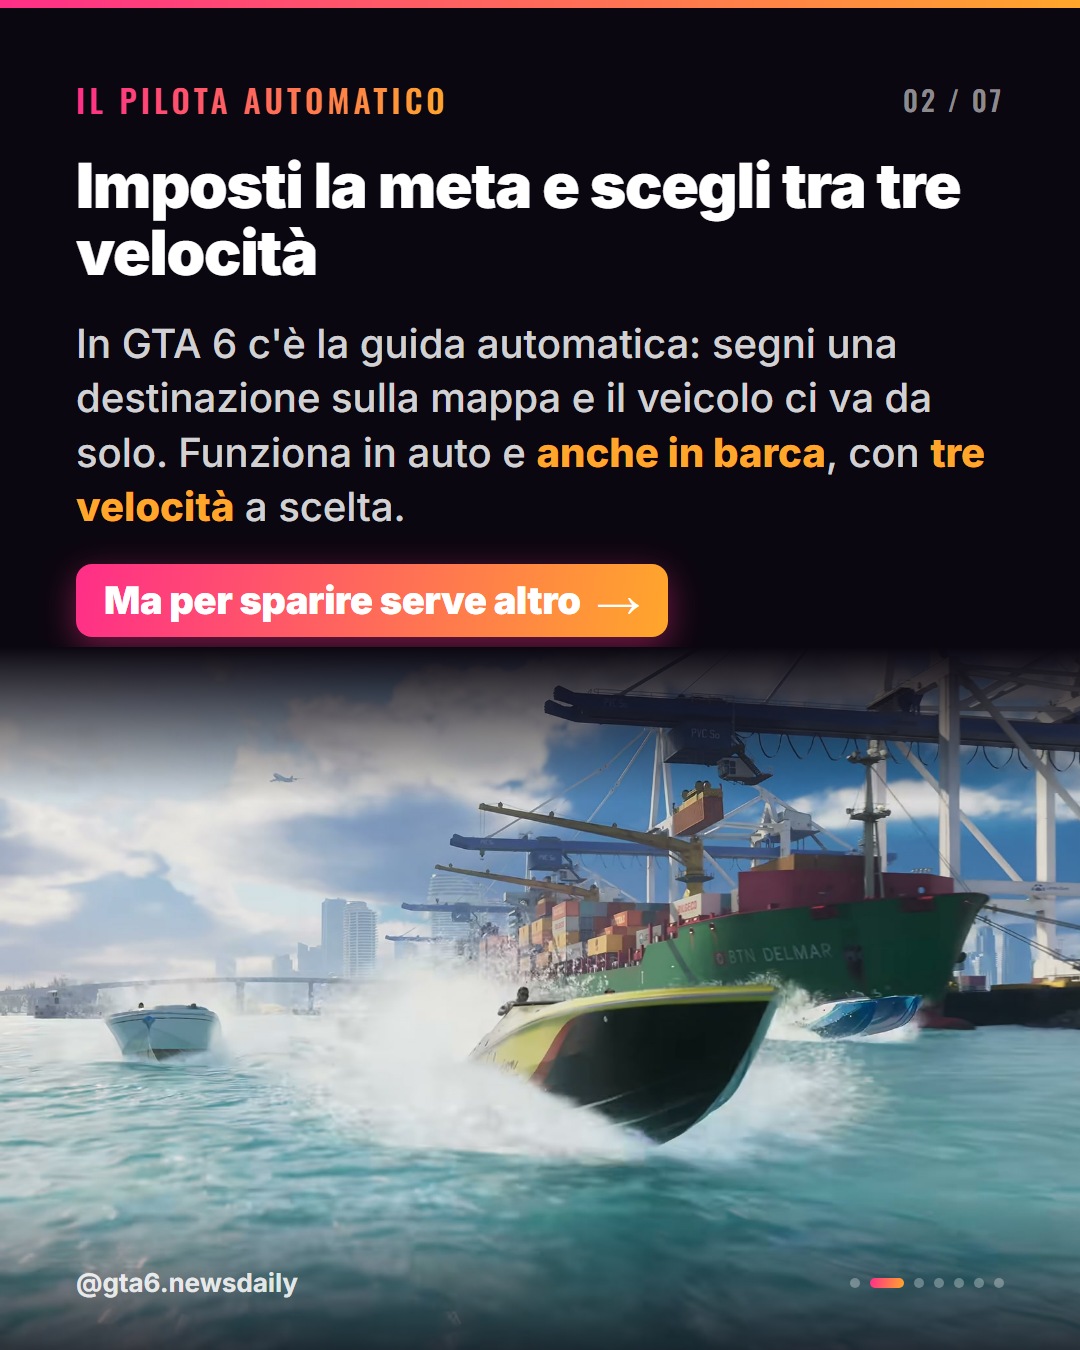 IL PILOTA AUTOMATICO
02 / 07
Imposti la meta e scegli tra tre
velocità
In GTA 6 c'è la guida automatica: segni una
destinazione sulla mappa e il veicolo ci va da
solo. Funziona in auto e anche in barca, con tre
velocità a scelta.
Ma per sparire serve altro →
PVC So
BTN DELMAR
@gta6.newsdaily